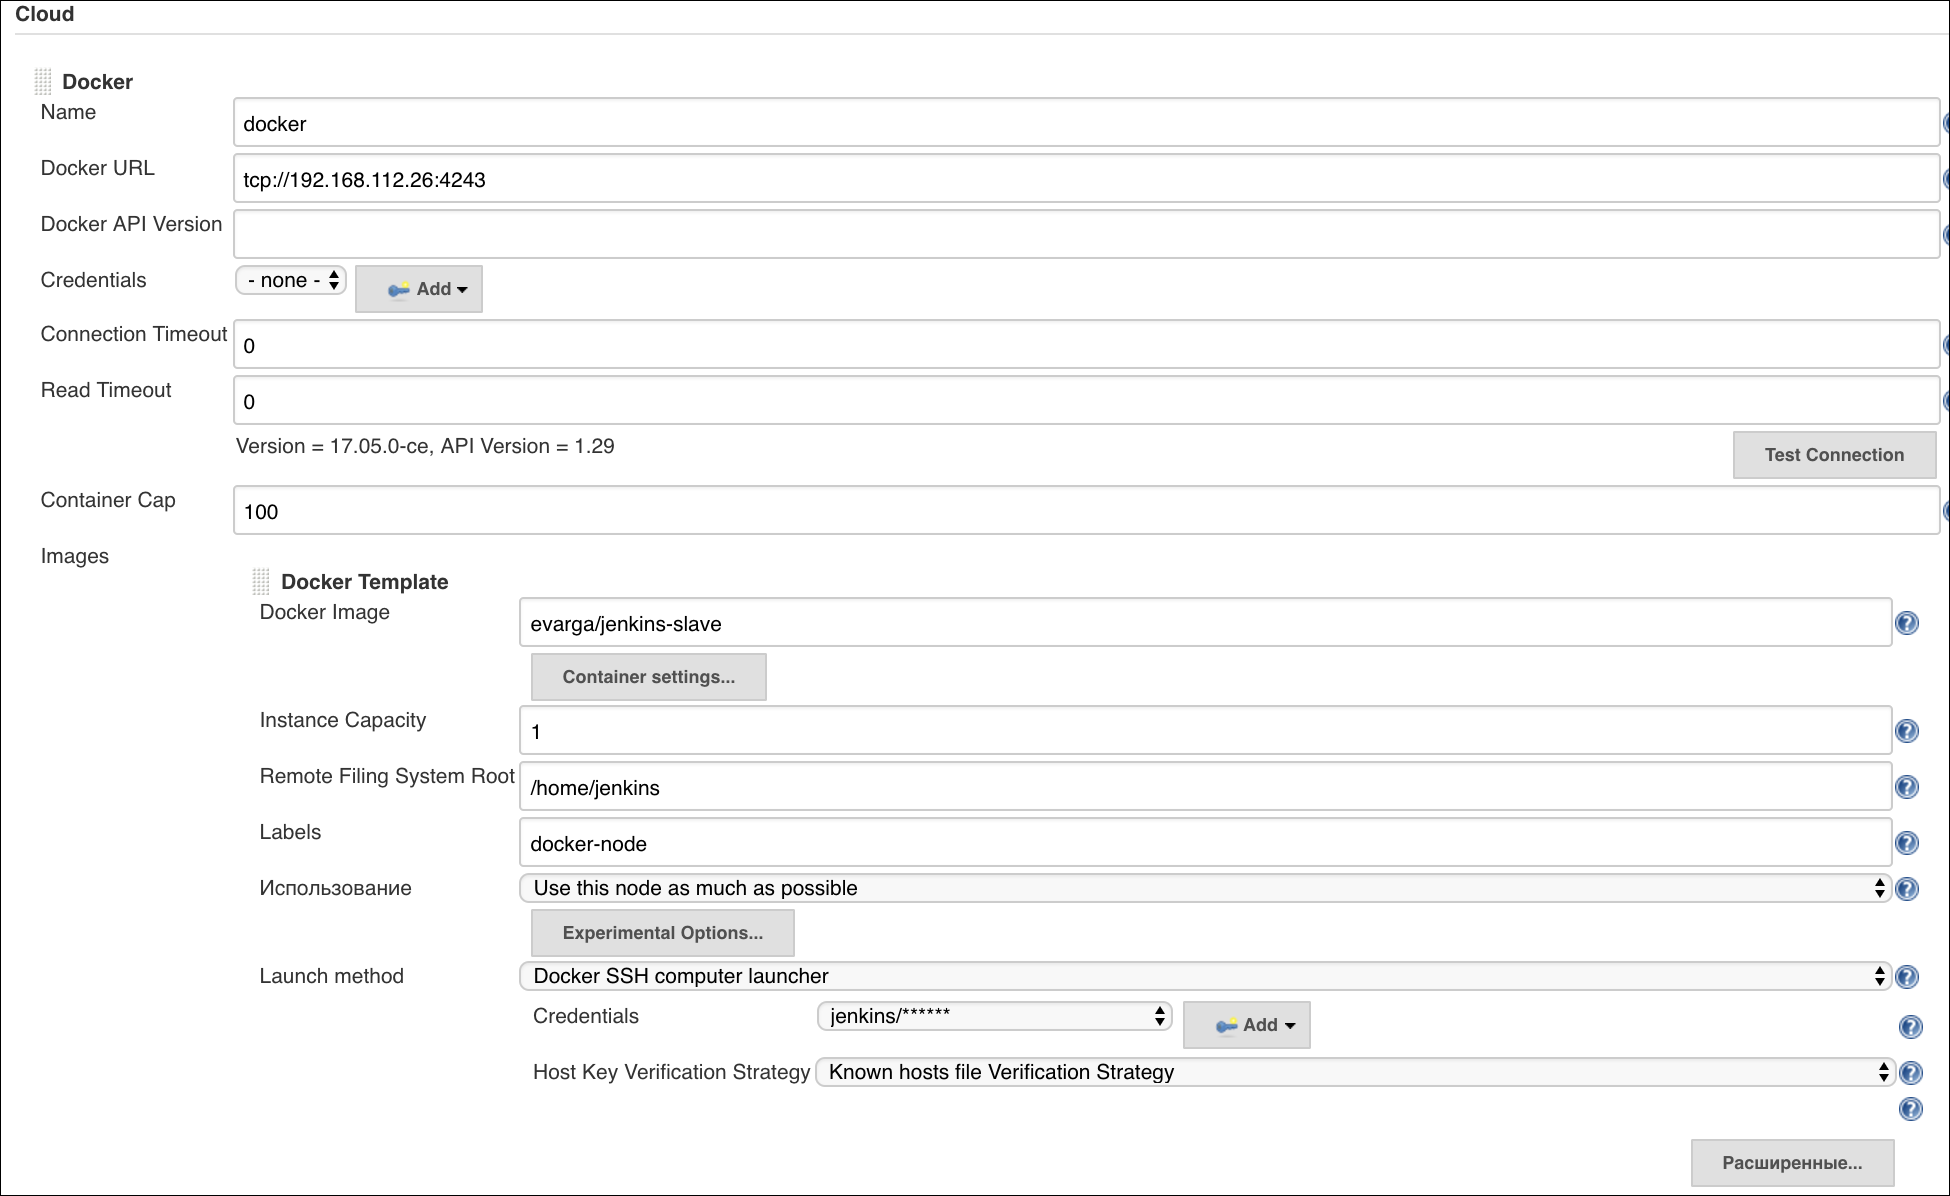 Cloud
Docker
Name
docker
Docker URL
tcp://192.168.112.26:4243
Docker API Version
Credentials
- none -
Add
Connection Timeout
0
Read Timeout
0
Version = 17.05.0-ce, API Version = 1.29
Test Connection
Container Cap
100
Images
Docker Template
Docker Image
evarga/jenkins-slave
Container settings...
Instance Capacity
1
Remote Filing System Root
/home/jenkins
Labels
docker-node
Использование
Use this node as much as possible
Experimental Options...
Launch method
Docker SSH computer launcher
Credentials
jenkins/******
Add
Host Key Verification Strategy
Known hosts file Verification Strategy
Расширенные...